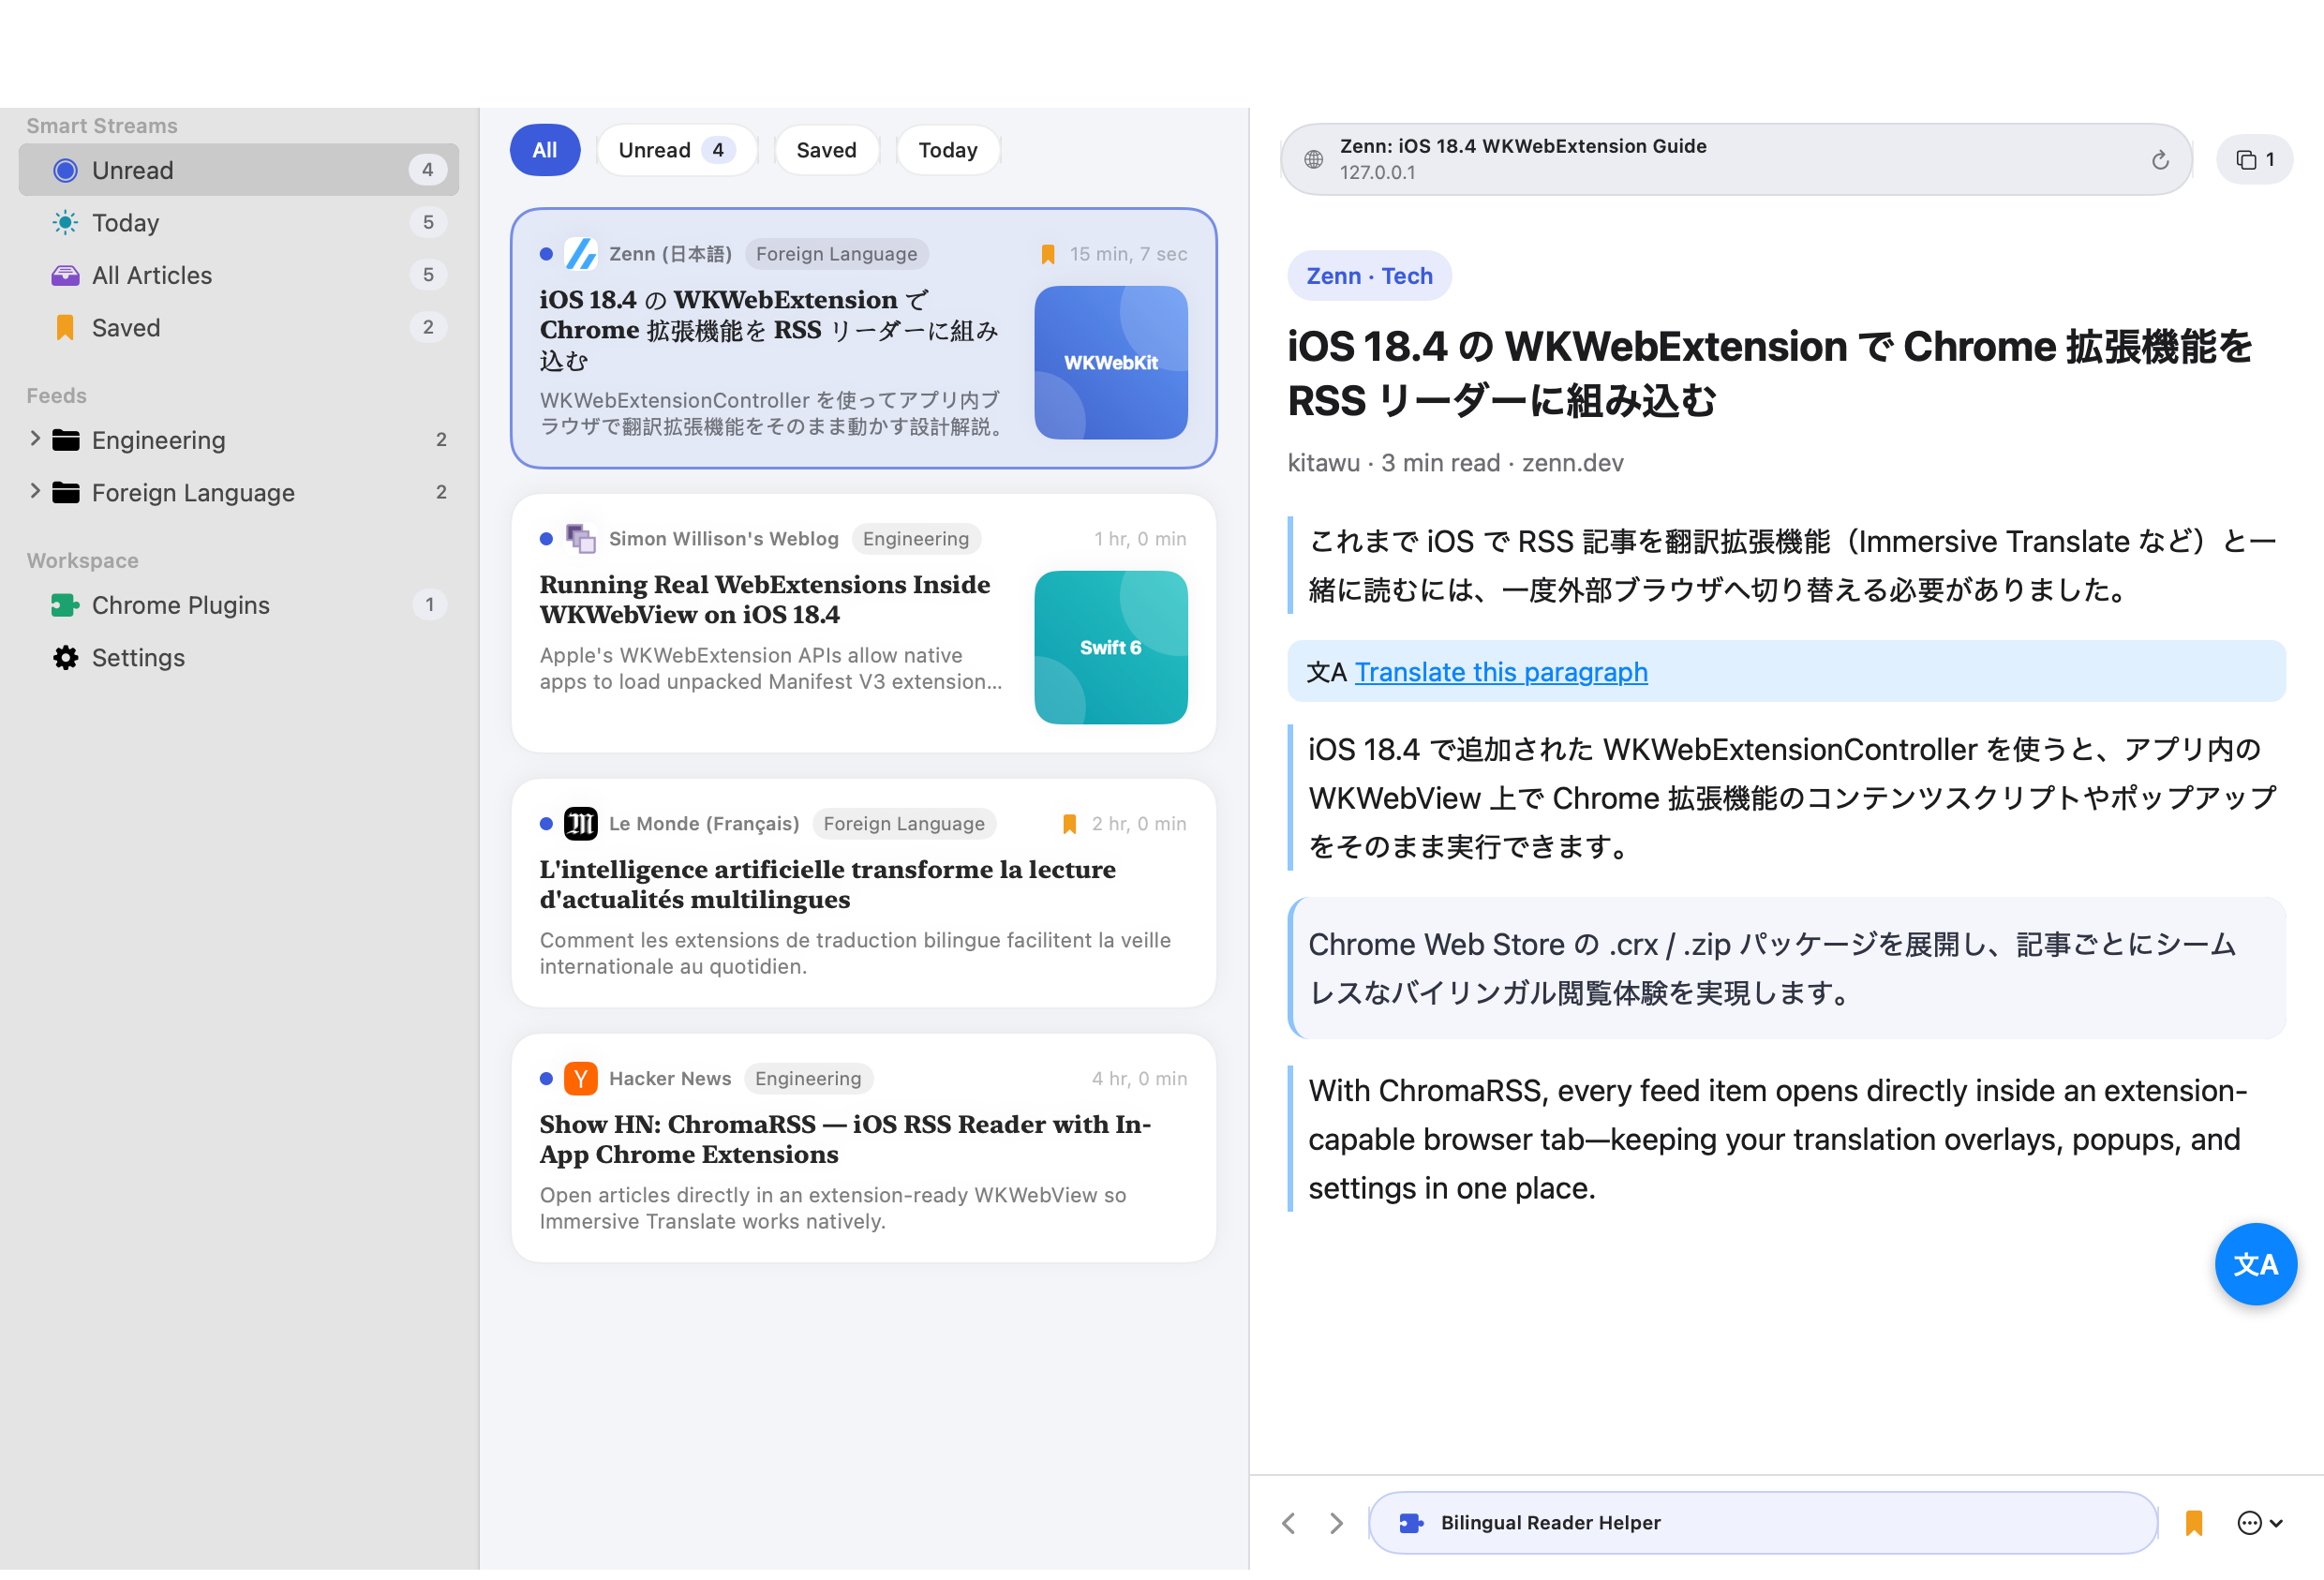 Smart Streams
Unread 4
Today 5
All Articles 5
Saved 2
Feeds
Engineering 2
Foreign Language 2
Workspace
Chrome Plugins 1
Settings
All Unread 4 Saved Today
Zenn (日本語) Foreign Language 15 min, 7 sec
iOS 18.4 の WKWebExtension で
Chrome 拡張機能を RSS リーダーに組み
込む
WKWebExtensionController を使ってアプリ内ブ
ラウザで翻訳拡張機能をそのまま動かす設計解説。
WKWebKit
Simon Willison's Weblog Engineering 1 hr, 0 min
Running Real WebExtensions Inside
WKWebView on iOS 18.4
Apple's WKWebExtension APIs allow native
apps to load unpacked Manifest V3 extension...
Swift 6
Le Monde (Français) Foreign Language 2 hr, 0 min
L'intelligence artificielle transforme la lecture
d'actualités multilingues
Comment les extensions de traduction bilingue facilitent la veille
internationale au quotidien.
Y Hacker News Engineering 4 hr, 0 min
Show HN: ChromaRSS — iOS RSS Reader with In-
App Chrome Extensions
Open articles directly in an extension-ready WKWebView so
Immersive Translate works natively.
Zenn: iOS 18.4 WKWebExtension Guide
127.0.0.1
1
Zenn · Tech
iOS 18.4 の WKWebExtension で Chrome 拡張機能を
RSS リーダーに組み込む
kitawu · 3 min read · zenn.dev
これまで iOS で RSS 記事を翻訳拡張機能（Immersive Translate など）と一
緒に読むには、一度外部ブラウザへ切り替える必要がありました。
文A Translate this paragraph
iOS 18.4 で追加された WKWebExtensionController を使うと、アプリ内の
WKWebView 上で Chrome 拡張機能のコンテンツスクリプトやポップアップ
をそのまま実行できます。
Chrome Web Store の .crx / .zip パッケージを展開し、記事ごとにシーム
レスなバイリンガル閲覧体験を実現します。
With ChromaRSS, every feed item opens directly inside an extension-
capable browser tab—keeping your translation overlays, popups, and
settings in one place.
文A
Bilingual Reader Helper